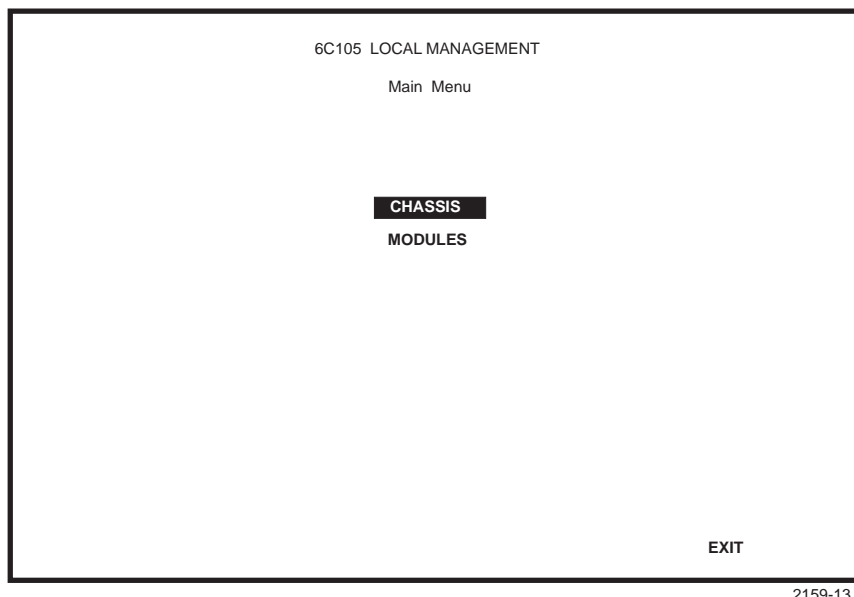 6C105 LOCAL MANAGEMENT
Main Menu
CHASSIS
MODULES
EXIT
2159-13